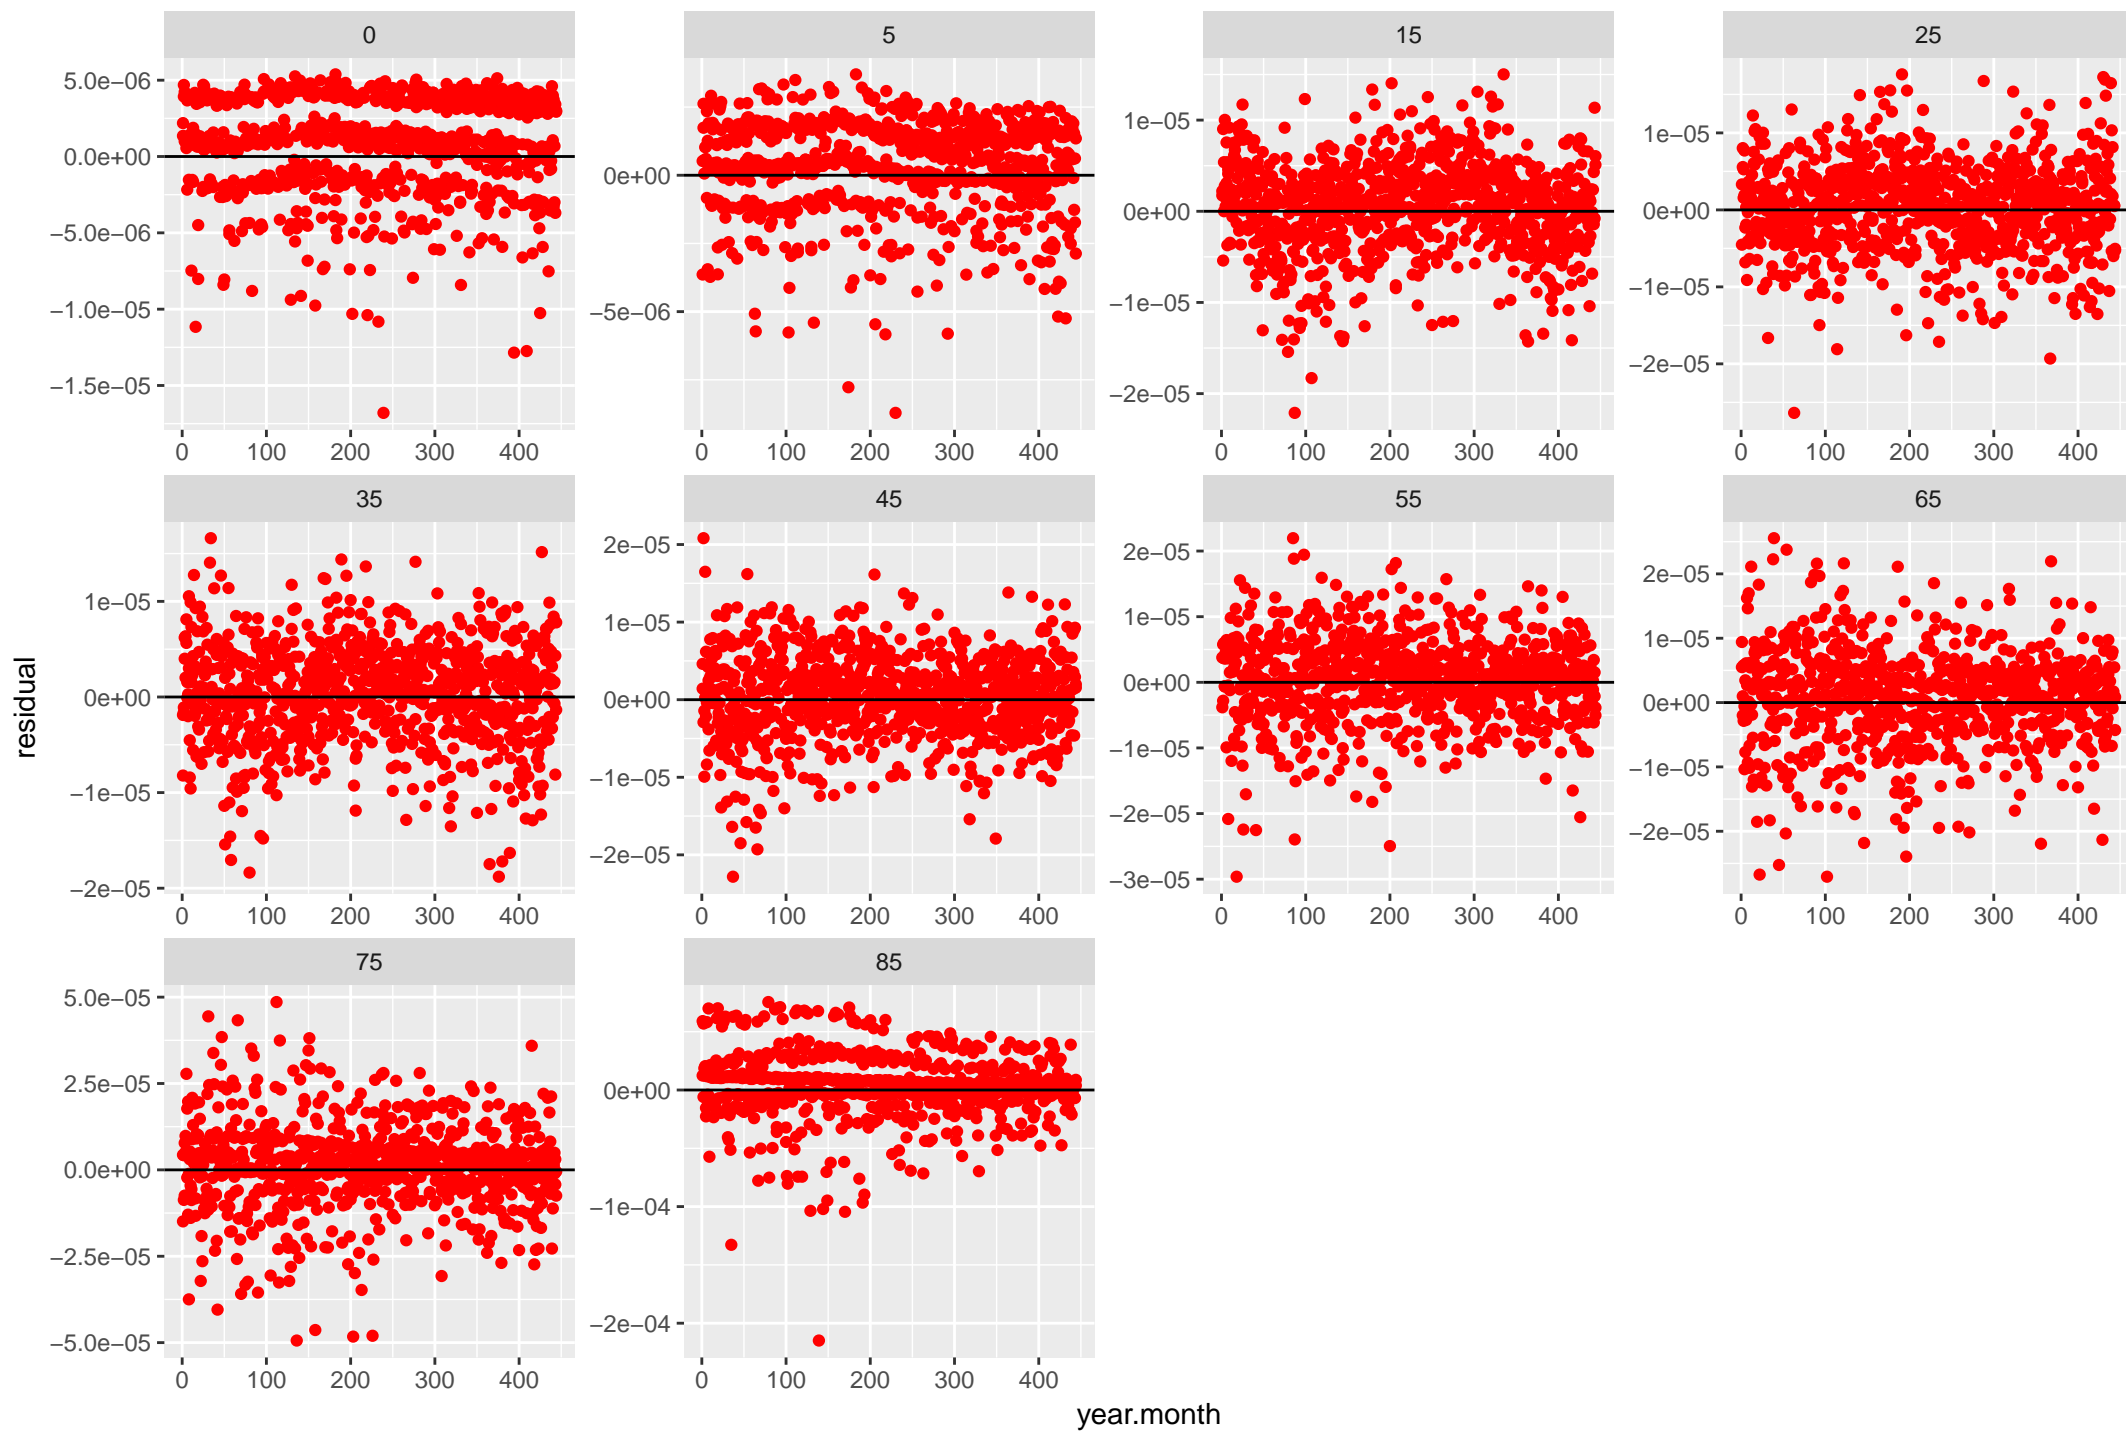 0 5 15 25
5.0e−06
0.0e+00
−5.0e−06
−1.0e−05
−1.5e−05
0e+00
−5e−06
1e−05
0e+00
−1e−05
−2e−05
1e−05
0e+00
−1e−05
−2e−05
0 100 200 300 400 0 100 200 300 400 0 100 200 300 400 0 100 200 300 400
35 45 55 65
1e−05
0e+00
−1e−05
−2e−05
2e−05
1e−05
0e+00
−1e−05
−2e−05
2e−05
1e−05
0e+00
−1e−05
−2e−05
−3e−05
2e−05
1e−05
0e+00
−1e−05
−2e−05
0 100 200 300 400 0 100 200 300 400 0 100 200 300 400 0 100 200 300 400
75 85
5.0e−05
2.5e−05
0.0e+00
−2.5e−05
−5.0e−05
0e+00
−1e−04
−2e−04
0 100 200 300 400 0 100 200 300 400
residual
year.month